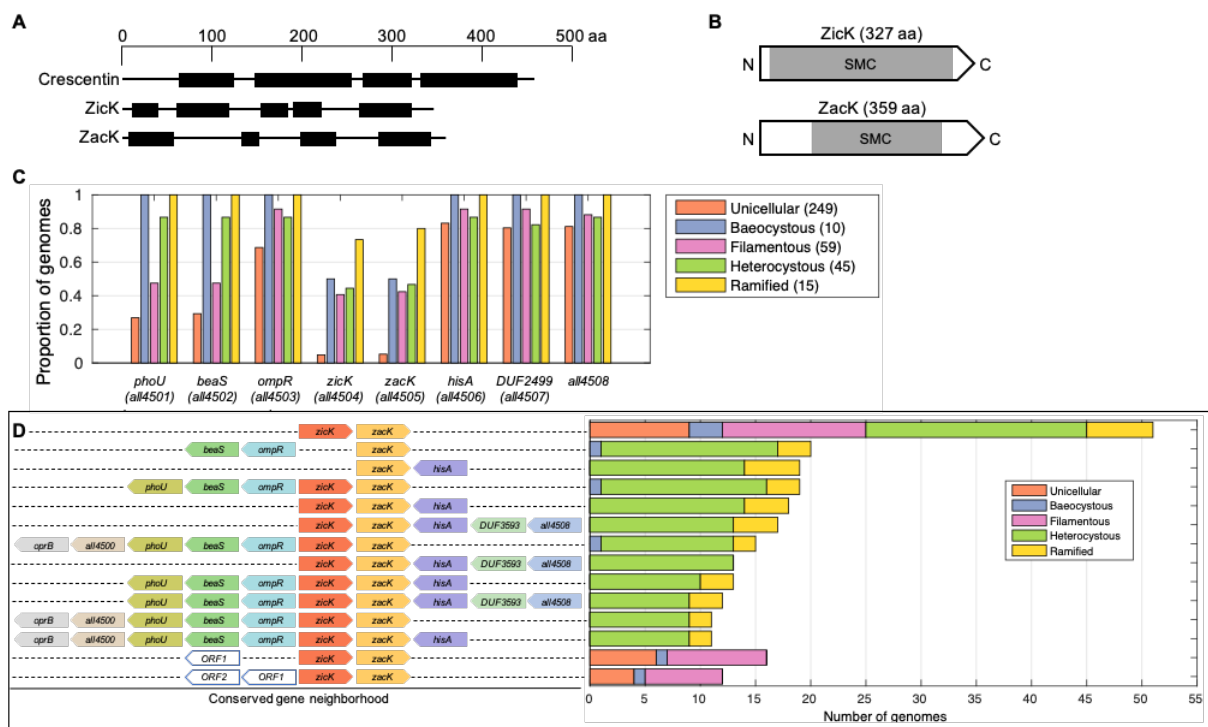 A
0 100 200 300 400 500 aa
Crescentin
ZicK
ZacK
B
ZicK (327 aa)
N SMC C
ZacK (359 aa)
N SMC C
C
Proportion of genomes
1
0.8
0.6
0.4
0.2
0
phoU beaS ompR zicK zacK hisA DUF2499 all4508
(all4501) (all4502) (all4503) (all4504) (all4505) (all4506) (all4507)
Unicellular (249)
Baeocystous (10)
Filamentous (59)
Heterocystous (45)
Ramified (15)
D
zicK zacK
beaS ompR zacK
zacK hisA
phoU beaS ompR zicK zacK
zicK zacK hisA
zicK zacK hisA DUF3593 all4508
oprB all4500 phoU beaS ompR zicK zacK
zicK zacK hisA DUF3593 all4508
phoU beaS ompR zicK zacK hisA
phoU beaS ompR zicK zacK hisA DUF3593 all4508
oprB all4500 phoU beaS ompR zicK zacK
oprB all4500 phoU beaS ompR zicK zacK hisA
ORF1 zicK zacK
ORF2 ORF1 zicK zacK
Conserved gene neighborhood
Unicellular
Baeocystous
Filamentous
Heterocystous
Ramified
0 5 10 15 20 25 30 35 40 45 50 55
Number of genomes